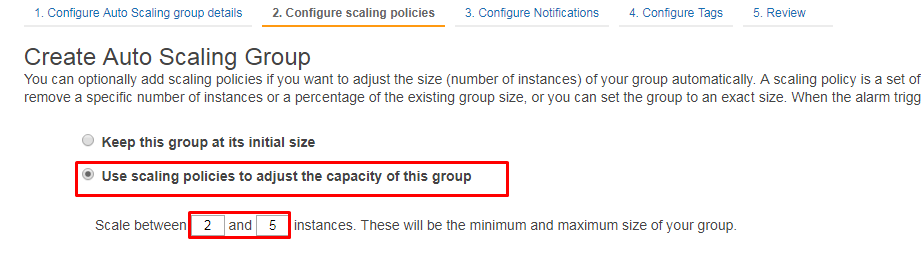 1. Configure Auto Scaling group details 2. Configure scaling policies 3. Configure Notifications 4. Configure Tags 5. Review
Create Auto Scaling Group
You can optionally add scaling policies if you want to adjust the size (number of instances) of your group automatically. A scaling policy is a set of
remove a specific number of instances or a percentage of the existing group size, or you can set the group to an exact size. When the alarm trigg
Keep this group at its initial size
Use scaling policies to adjust the capacity of this group
Scale between 2 and 5 instances. These will be the minimum and maximum size of your group.